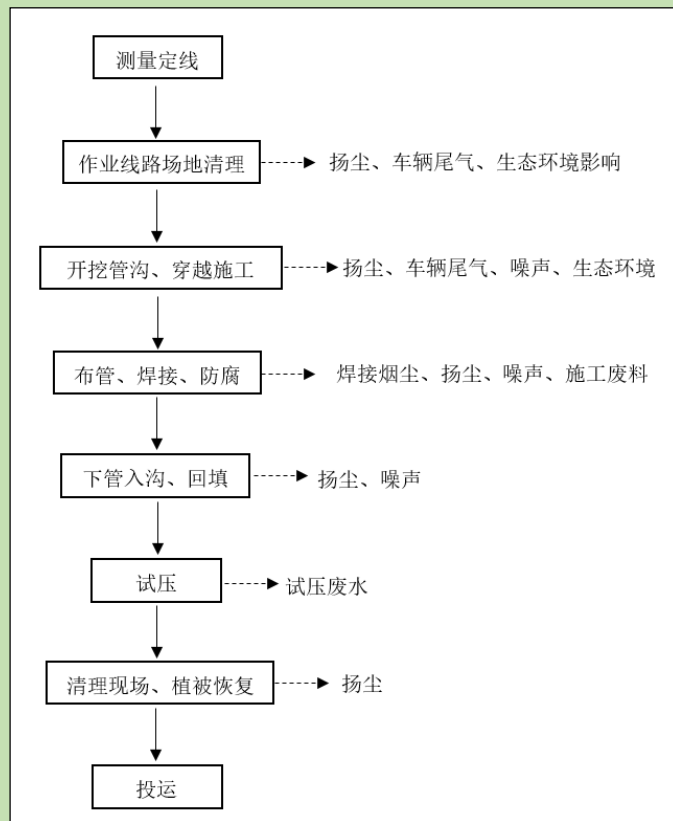 测量定线
作业线路场地清理
扬尘、车辆尾气、生态环境影响
开挖管沟、穿越施工
扬尘、车辆尾气、噪声、生态环境
布管、焊接、防腐
焊接烟尘、扬尘、噪声、施工废料
下管入沟、回填
扬尘、噪声
试压
试压废水
清理现场、植被恢复
扬尘
投运